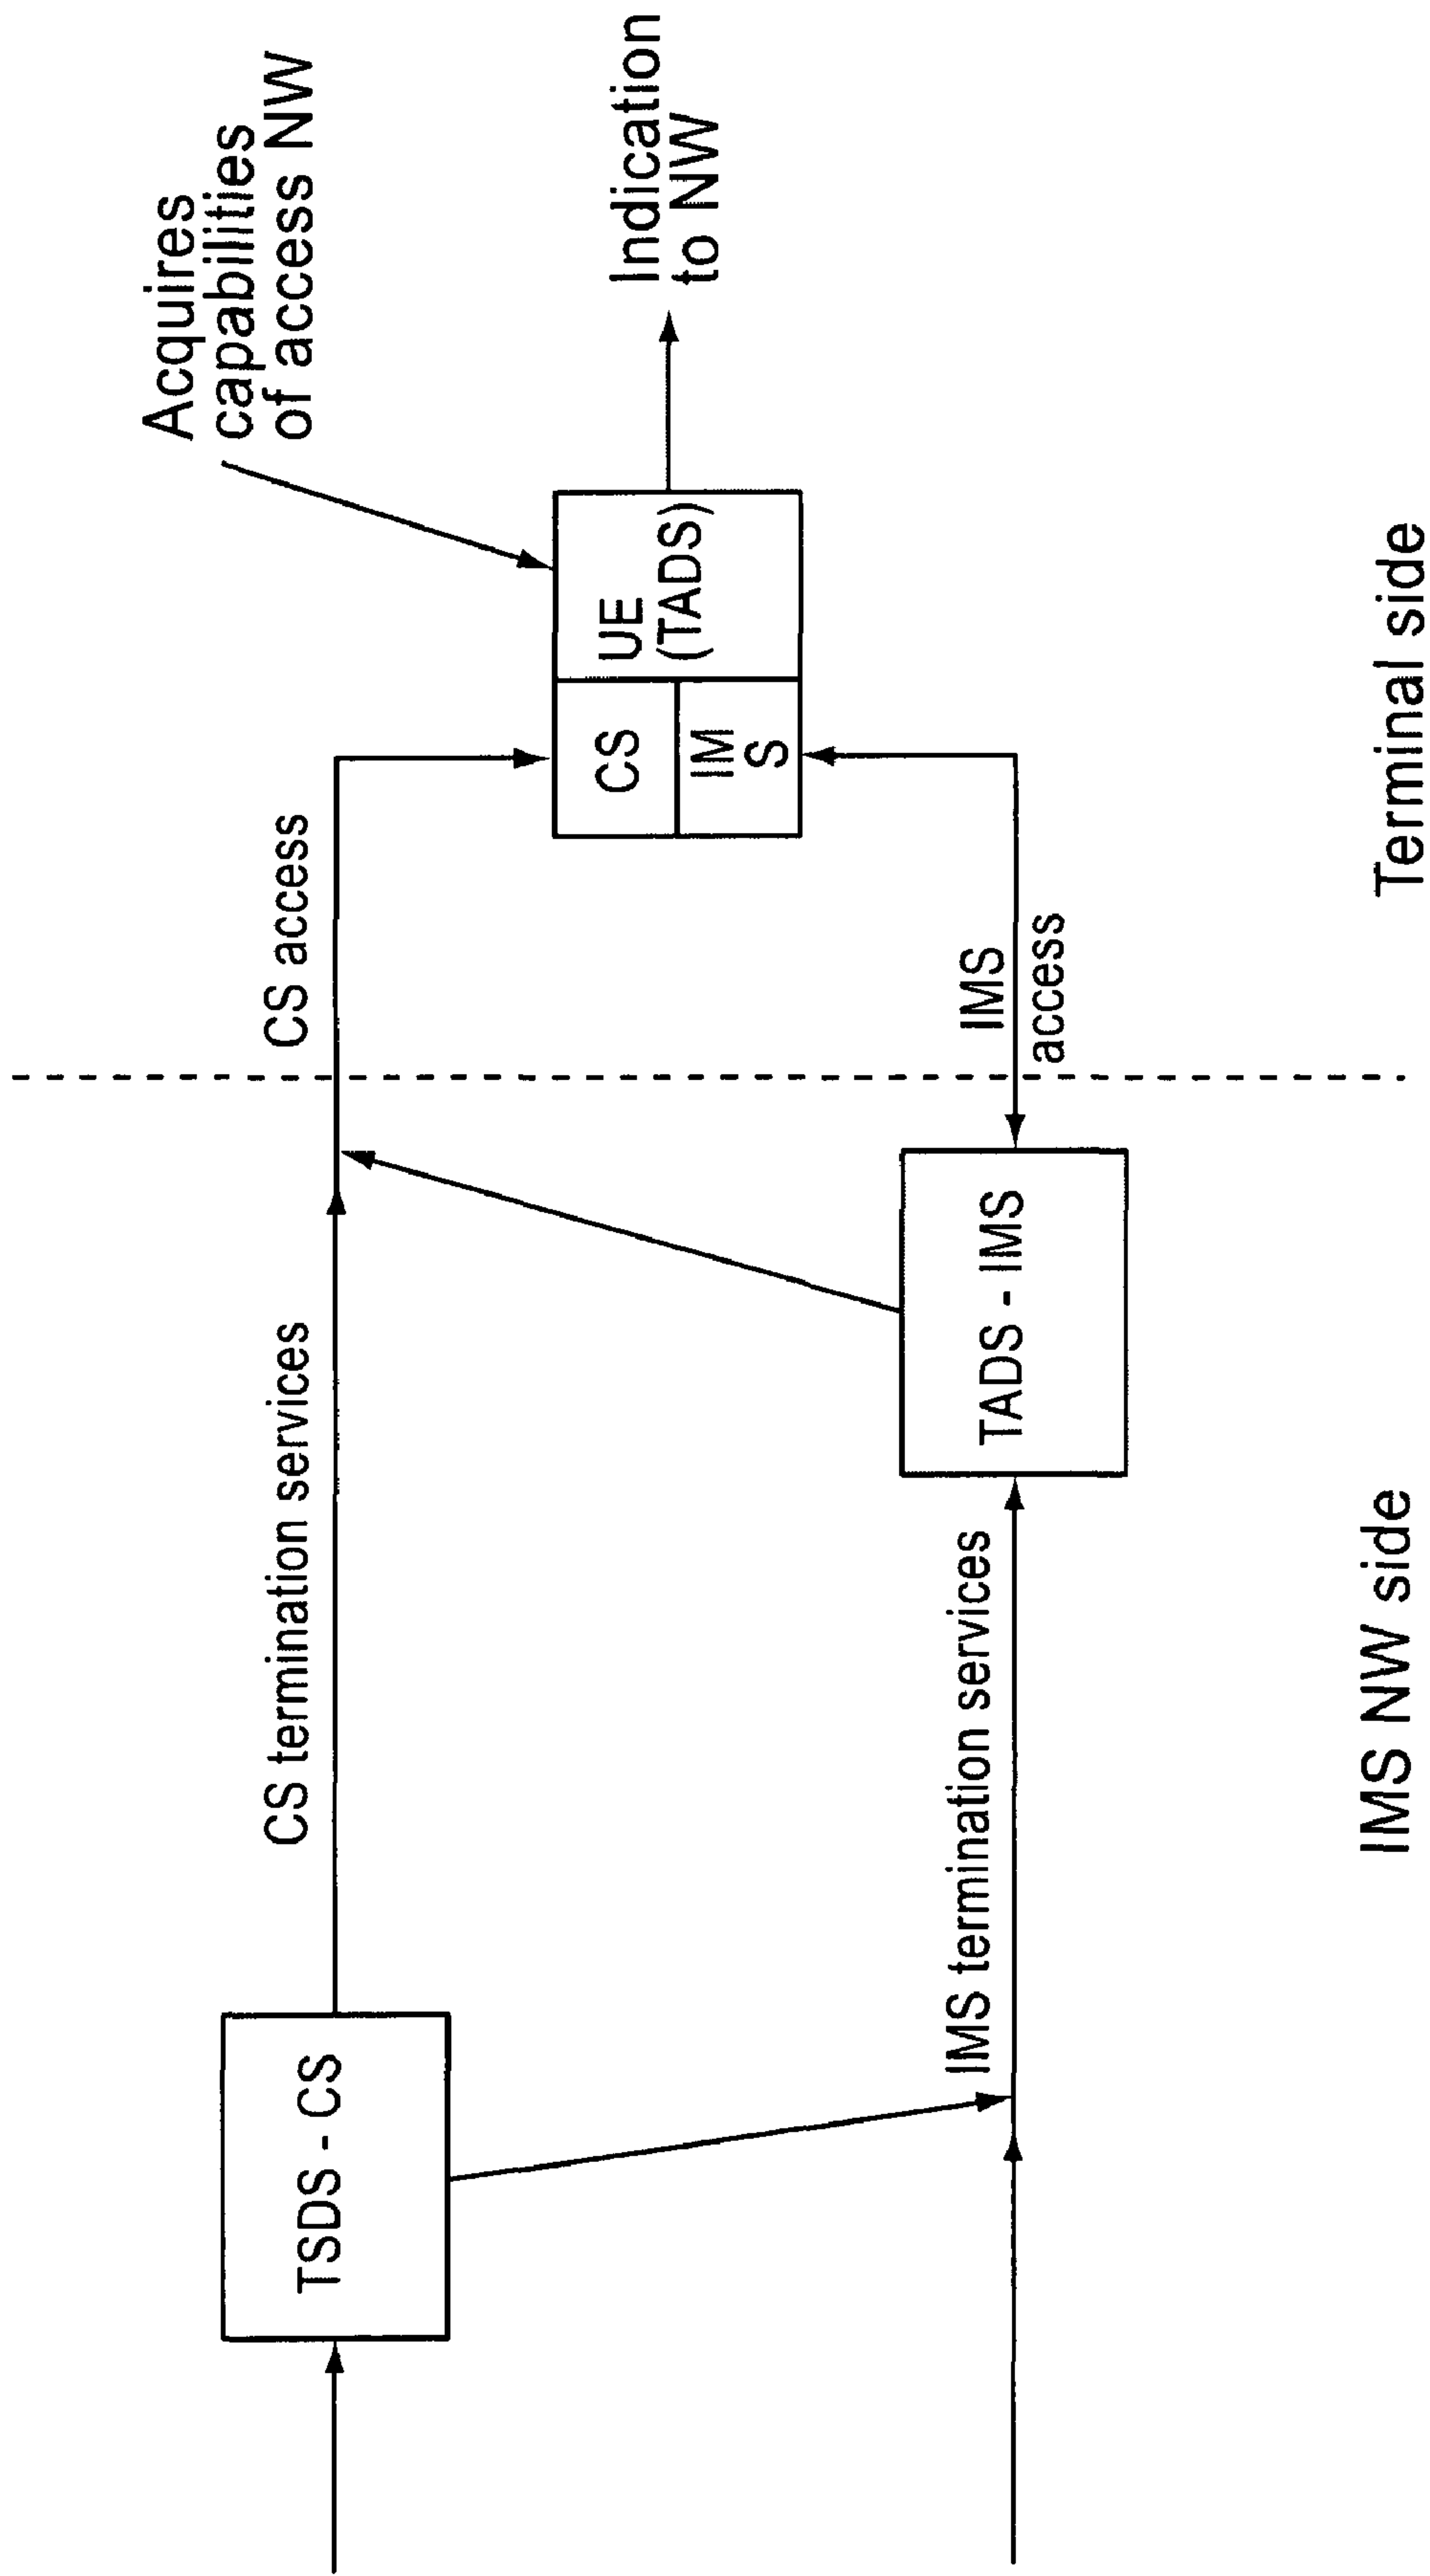 Acquires
capabilities
of access NW
Indication
to NW
CS termination services
CS access
TSDS - CS
CS
IM
S
UE
(TADS)
IMS termination services
TADS - IMS
IMS
access
IMS NW side
Terminal side